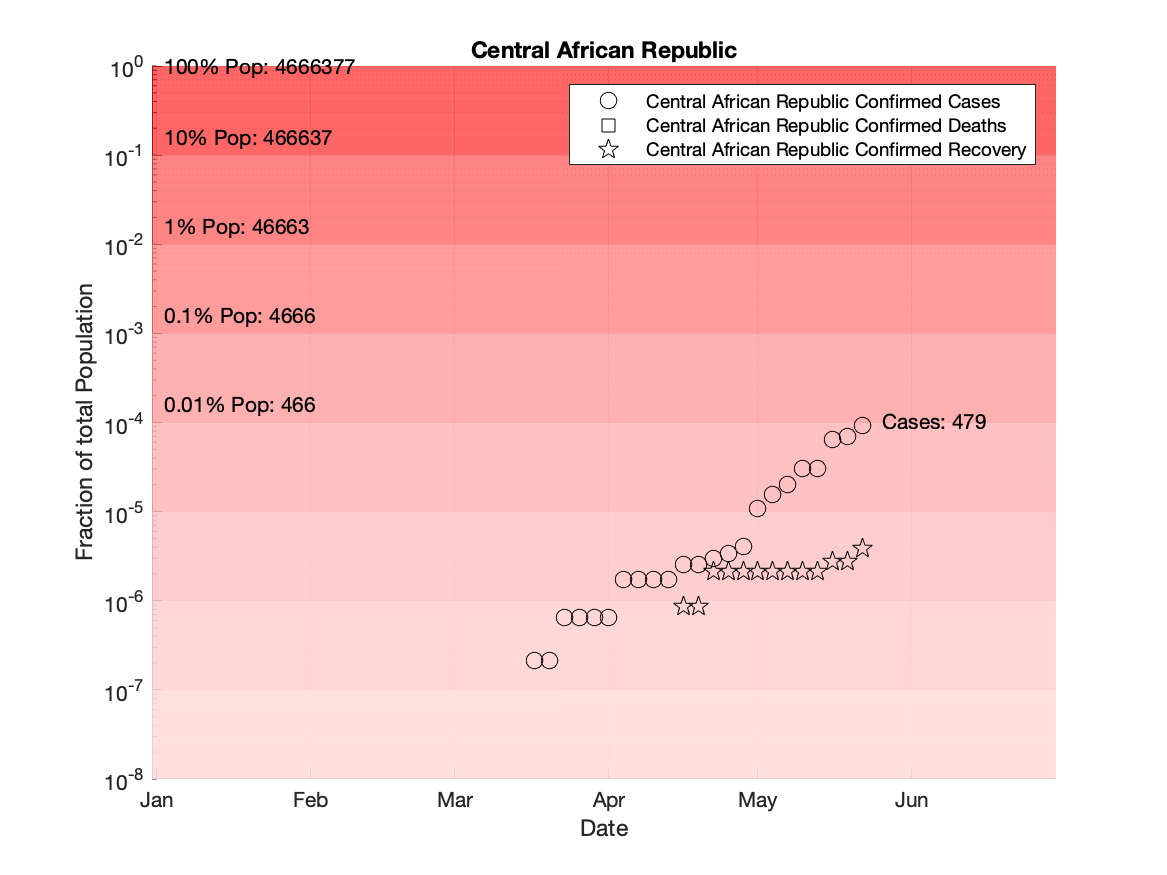 Central African Republic
10^0
100% Pop: 4666377
Central African Republic Confirmed Cases
Central African Republic Confirmed Deaths
Central African Republic Confirmed Recovery
10% Pop: 466637
10^-1
1% Pop: 46663
10^-2
0.1% Pop: 4666
10^-3
0.01% Pop: 466
10^-4
Cases: 479
10^-5
10^-6
10^-7
10^-8
Fraction of total Population
Jan Feb Mar Apr May Jun
Date